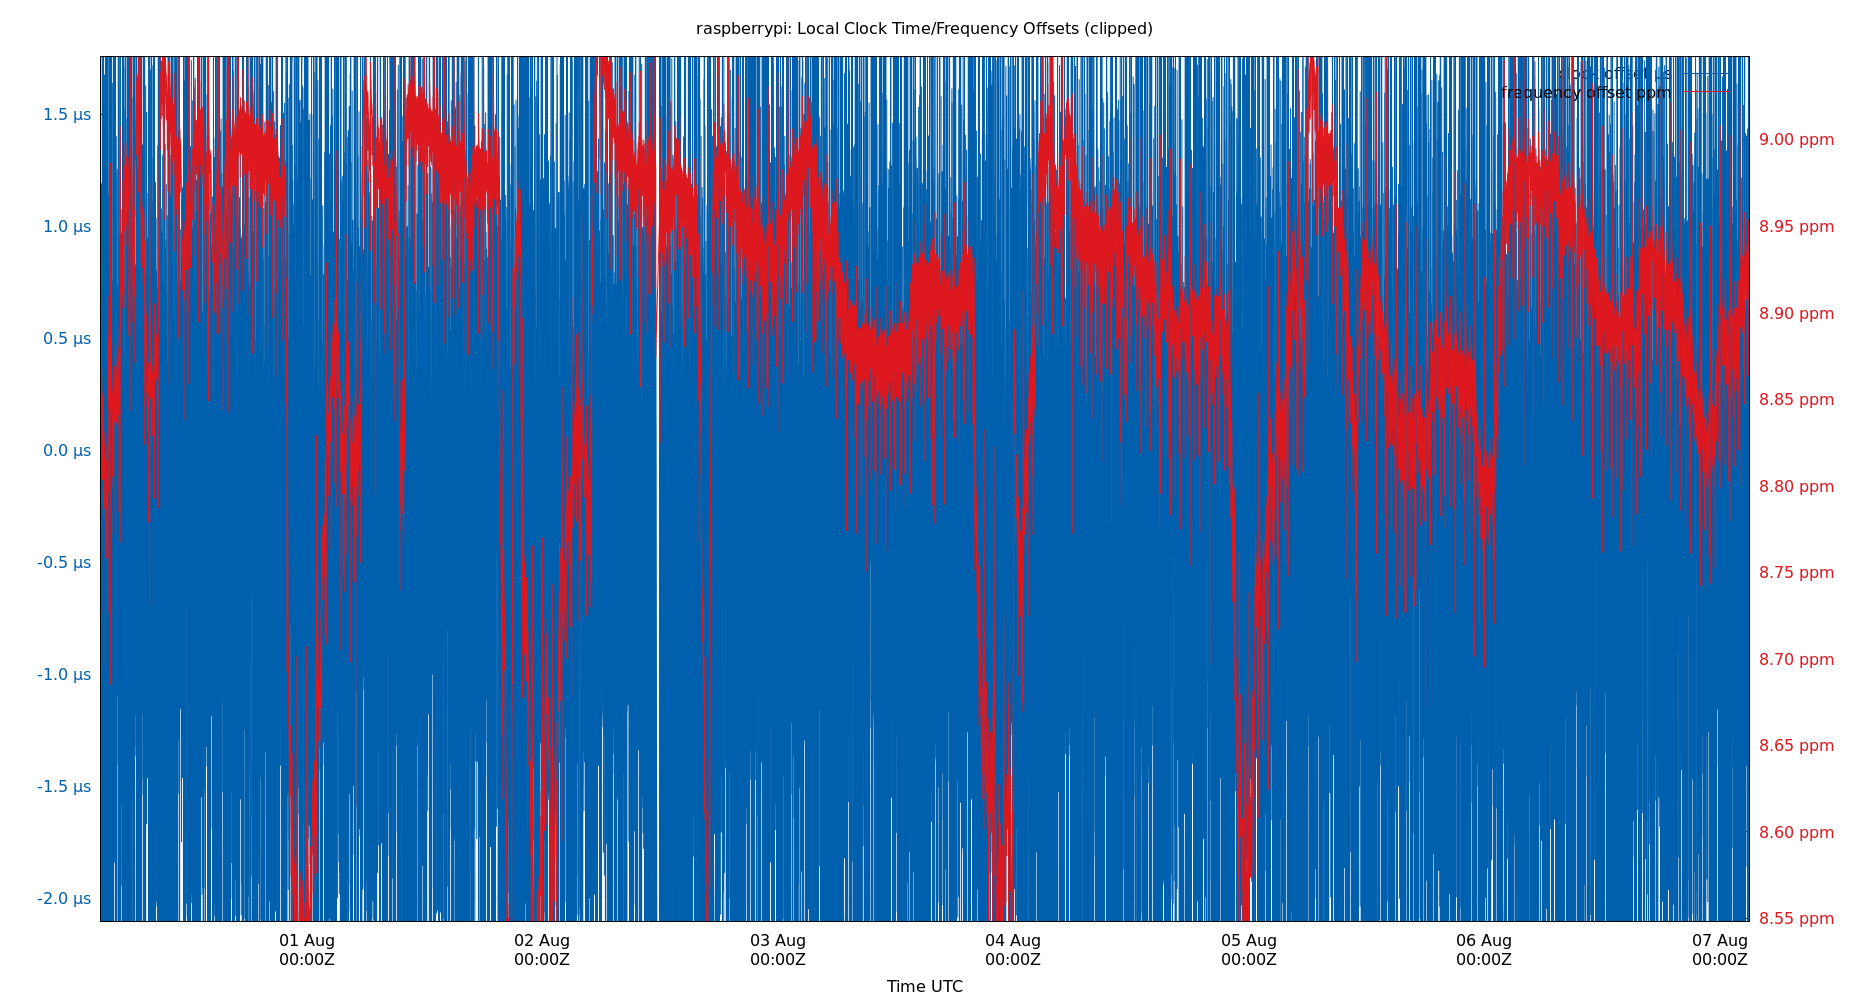 raspberrypi: Local Clock Time/Frequency Offsets (clipped)
clock offset µs
frequency offset ppm
1.5 µs
1.0 µs
0.5 µs
0.0 µs
-0.5 µs
-1.0 µs
-1.5 µs
-2.0 µs
9.00 ppm
8.95 ppm
8.90 ppm
8.85 ppm
8.80 ppm
8.75 ppm
8.70 ppm
8.65 ppm
8.60 ppm
8.55 ppm
01 Aug 02 Aug 03 Aug 04 Aug 05 Aug 06 Aug 07 Aug
00:00Z 00:00Z 00:00Z 00:00Z 00:00Z 00:00Z 00:00Z
Time UTC